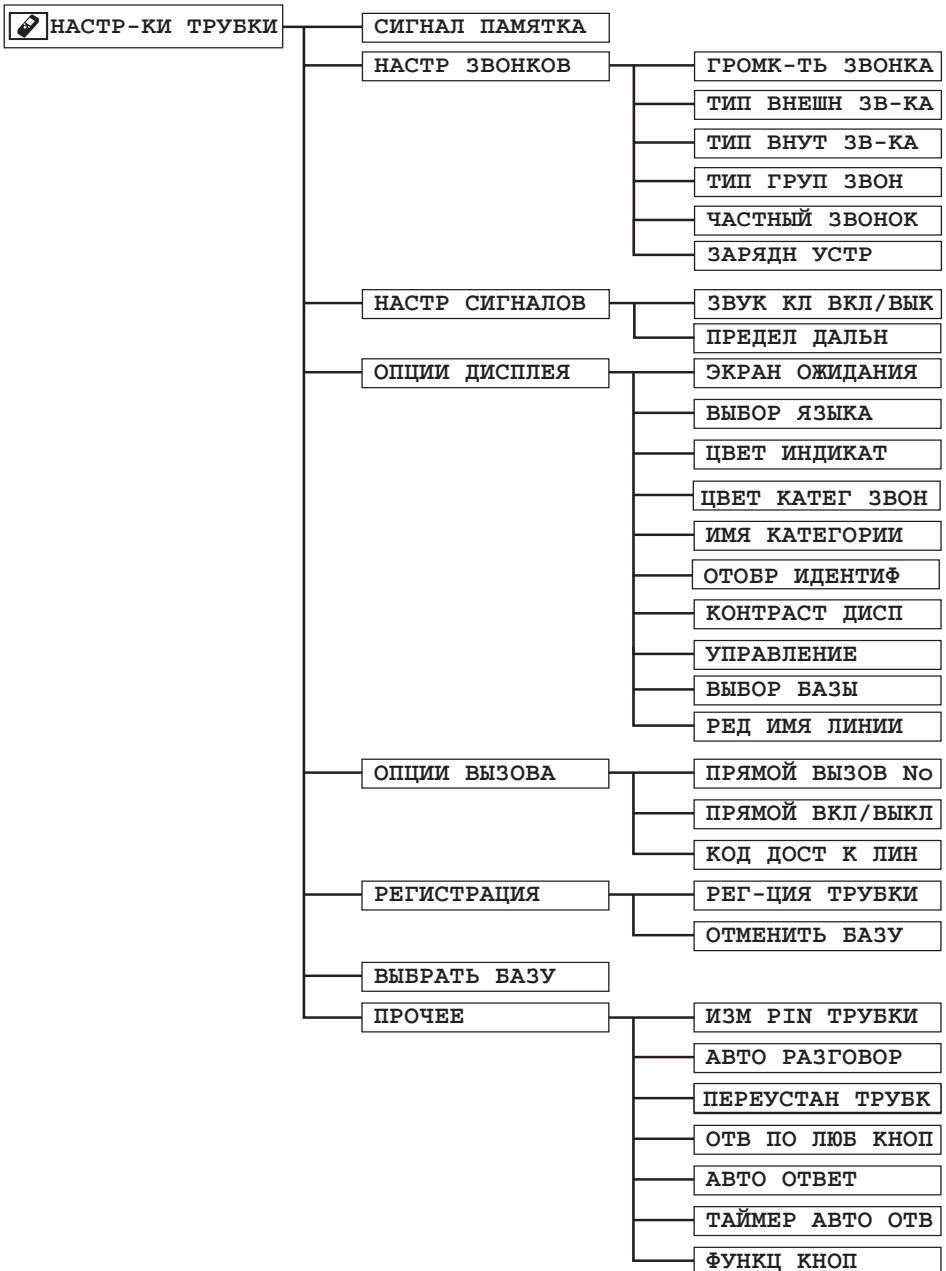 НАСТР-КИ ТРУБКИ
СИГНАЛ ПАМЯТКА
НАСТР ЗВОНКОВ
ГРОМК-ТЬ ЗВОНКА
ТИП ВНЕШН ЗВ-КА
ТИП ВНУТ ЗВ-КА
ТИП ГРУП ЗВОН
ЧАСТНЫЙ ЗВОНОК
ЗАРЯДН УСТР
НАСТР СИГНАЛОВ
ЗВУК КЛ ВКЛ/ВЫК
ПРЕДЕЛ ДАЛЬН
ОПЦИИ ДИСПЛЕЯ
ЭКРАН ОЖИДАНИЯ
ВЫБОР ЯЗЫКА
ЦВЕТ ИНДИКАТ
ЦВЕТ КАТЕГ ЗВОН
ИМЯ КАТЕГОРИИ
ОТОБР ИДЕНТИФ
КОНТРАСТ ДИСП
УПРАВЛЕНИЕ
ВЫБОР БАЗЫ
РЕД ИМЯ ЛИНИИ
ОПЦИИ ВЫЗОВА
ПРЯМОЙ ВЫЗОВ No
ПРЯМОЙ ВКЛ/ВЫКЛ
КОД ДОСТ К ЛИН
РЕГИСТРАЦИЯ
РЕГ-ЦИЯ ТРУБКИ
ОТМЕНИТЬ БАЗУ
ВЫБРАТЬ БАЗУ
ПРОЧЕЕ
ИЗМ PIN ТРУБКИ
АВТО РАЗГОВОР
ПЕРЕУСТАН ТРУБК
ОТВ ПО ЛЮБ КНОП
АВТО ОТВЕТ
ТАЙМЕР АВТО ОТВ
ФУНКЦ КНОП